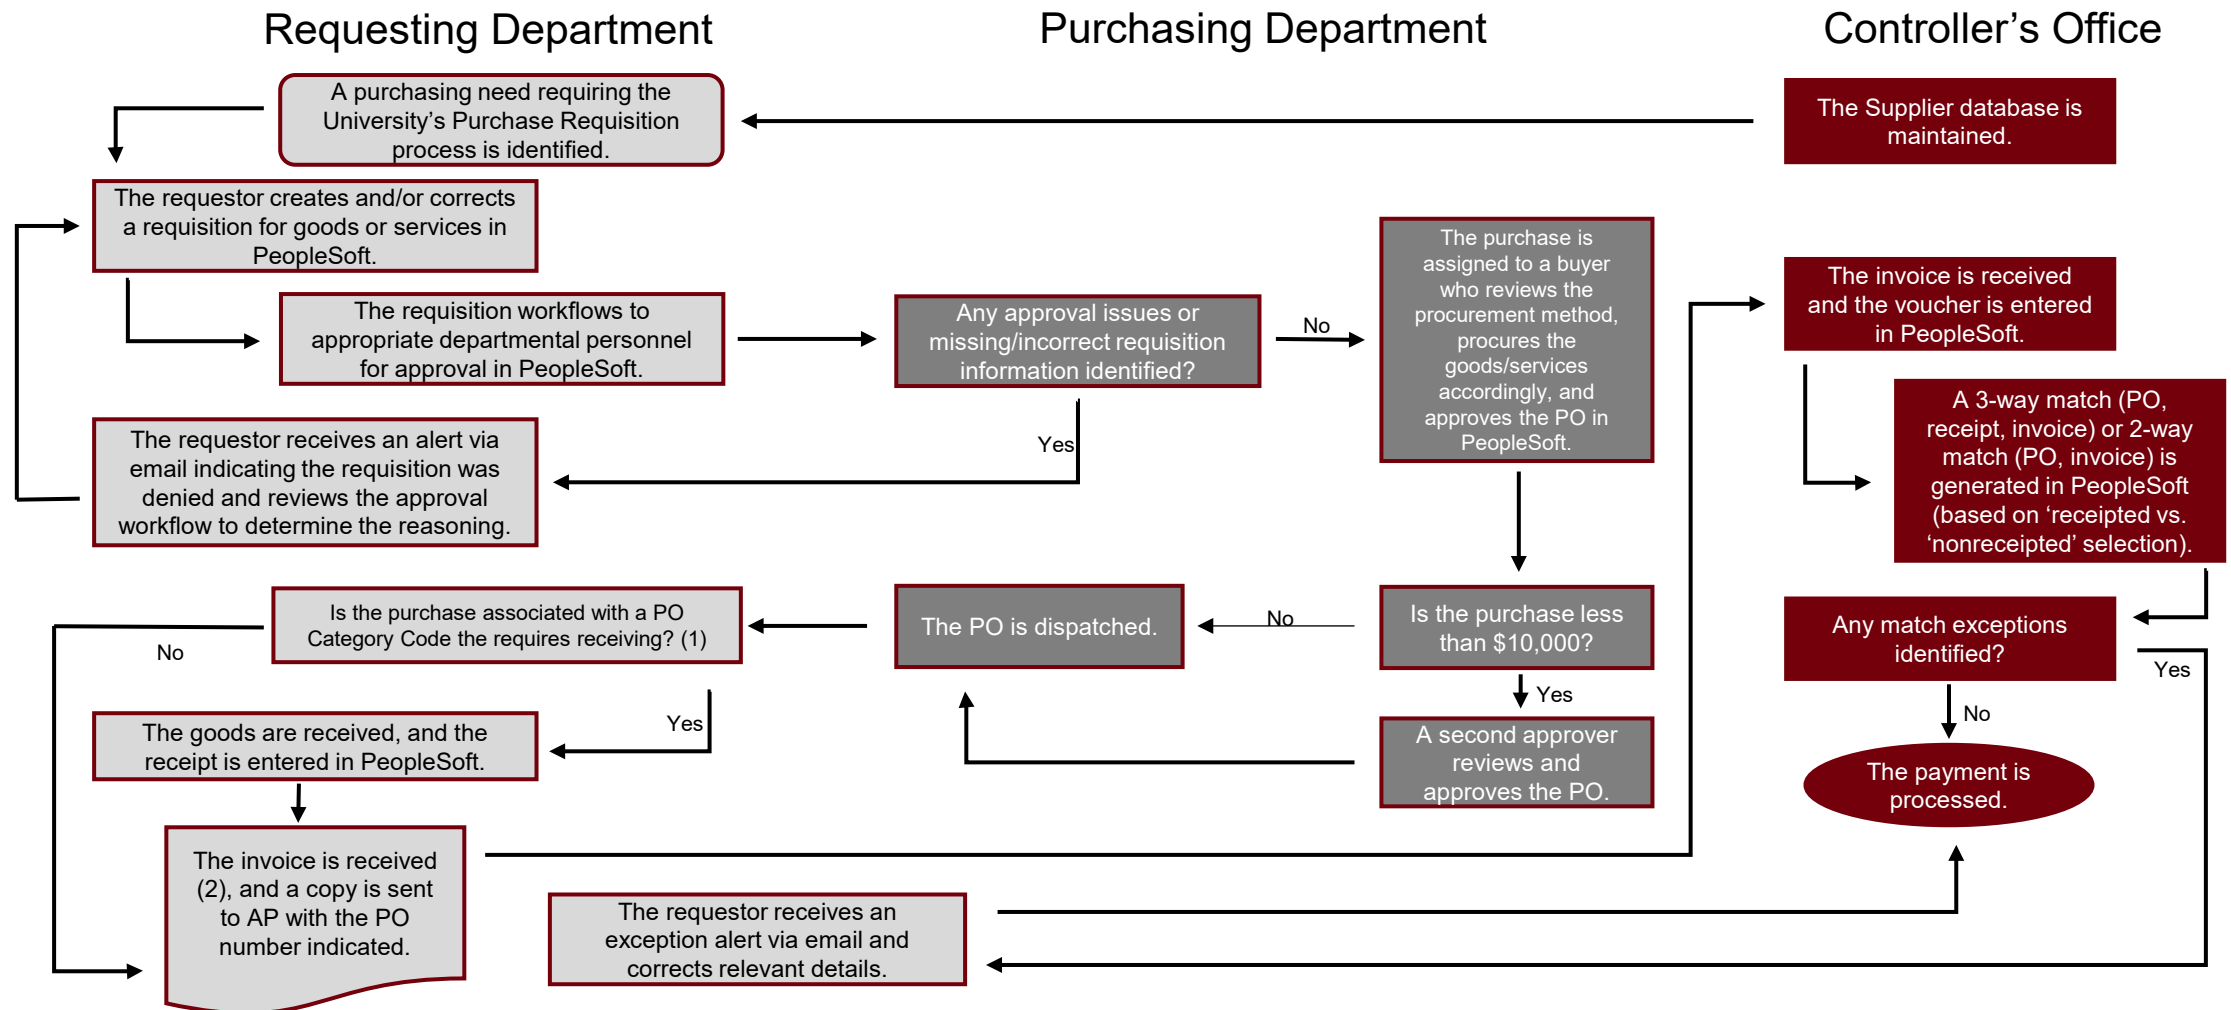 Requesting Department
Purchasing Department
Controller’s Office
A purchasing need requiring the
University’s Purchase Requisition
process is identified.
The Supplier database is
maintained.
The requestor creates and/or corrects
a requisition for goods or services in
PeopleSoft.
The requisition workflows to
appropriate departmental personnel
for approval in PeopleSoft.
Any approval issues or
missing/incorrect requisition
information identified?
No
Yes
The purchase is
assigned to a buyer
who reviews the
procurement method,
procures the
goods/services
accordingly, and
approves the PO in
PeopleSoft.
The invoice is received
and the voucher is entered
in PeopleSoft.
The requestor receives an alert via
email indicating the requisition was
denied and reviews the approval
workflow to determine the reasoning.
A 3-way match (PO,
receipt, invoice) or 2-way
match (PO, invoice) is
generated in PeopleSoft
(based on ‘receipted vs.
‘nonreceipted’ selection).
Is the purchase associated with a PO
Category Code the requires receiving? (1)
No
Yes
The PO is dispatched.
No
Is the purchase less
than $10,000?
Yes
Any match exceptions
identified?
Yes
No
The goods are received, and the
receipt is entered in PeopleSoft.
A second approver
reviews and
approves the PO.
The payment is
processed.
The invoice is received
(2), and a copy is sent
to AP with the PO
number indicated.
The requestor receives an
exception alert via email and
corrects relevant details.